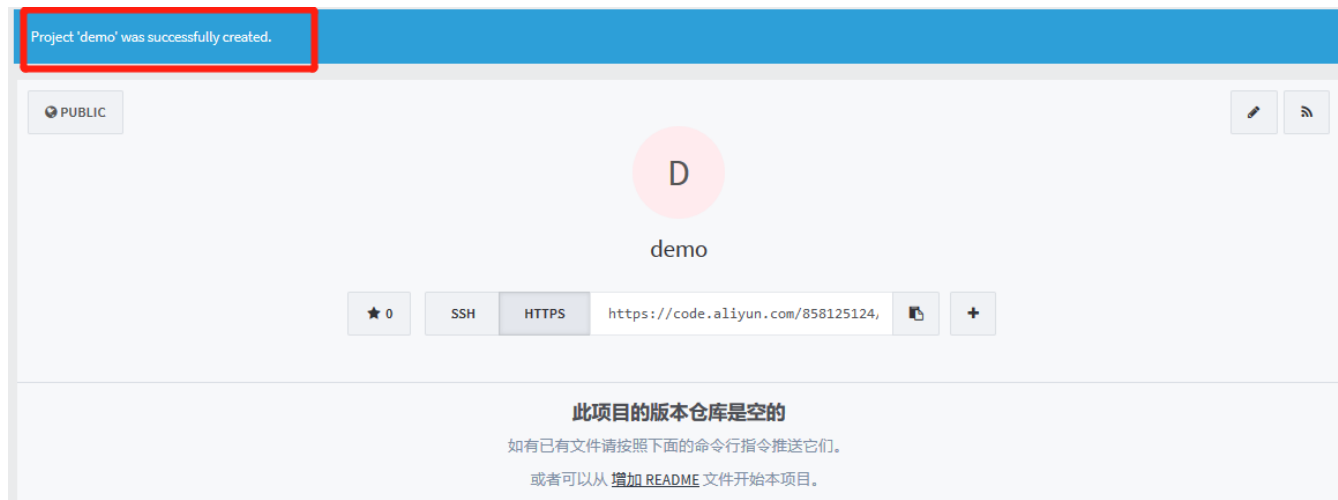 Project 'demo' was successfully created.
PUBLIC
D
demo
0 SSH HTTPS https://code.aliyun.com/858125124,
此项目的版本仓库是空的
如有已有文件请按照下面的命令行指令推送它们。
或者可以从 增加 README 文件开始本项目。